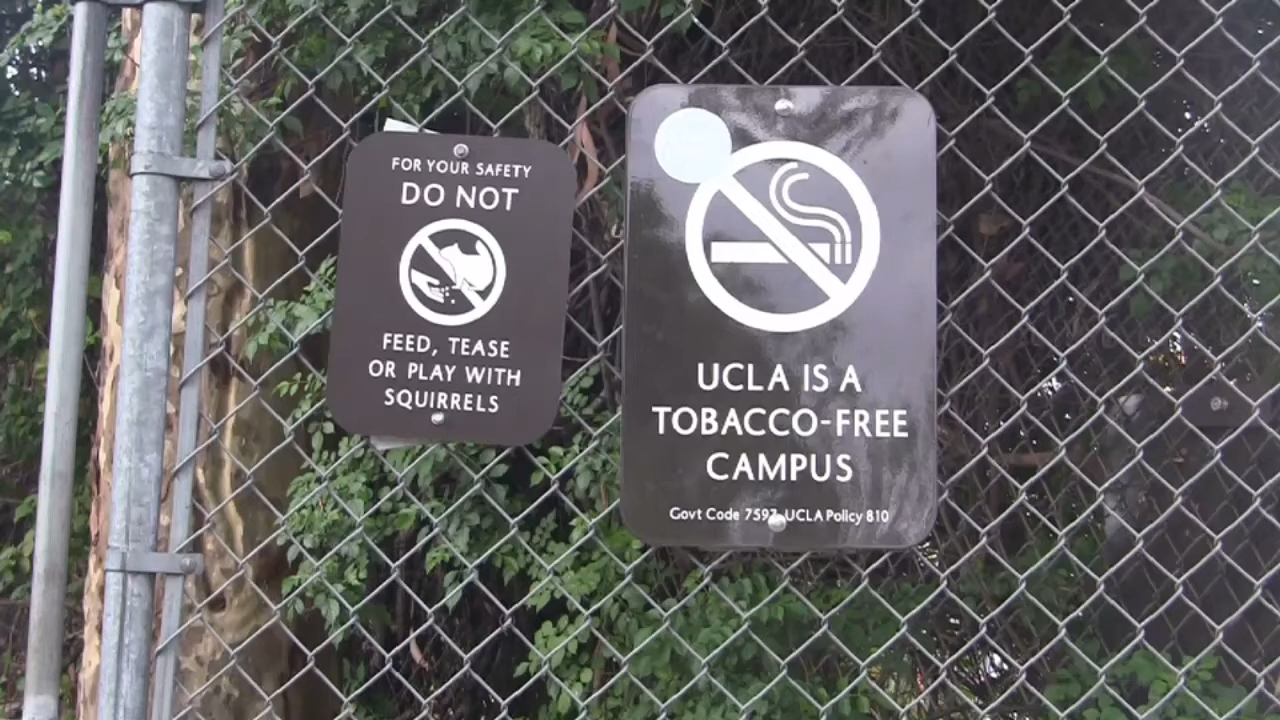 FOR YOUR SAFETY
DO NOT
FEED, TEASE
OR PLAY WITH
SQUIRRELS
UCLA IS A
TOBACCO-FREE
CAMPUS
Govt Code 7597, UCLA Policy 810